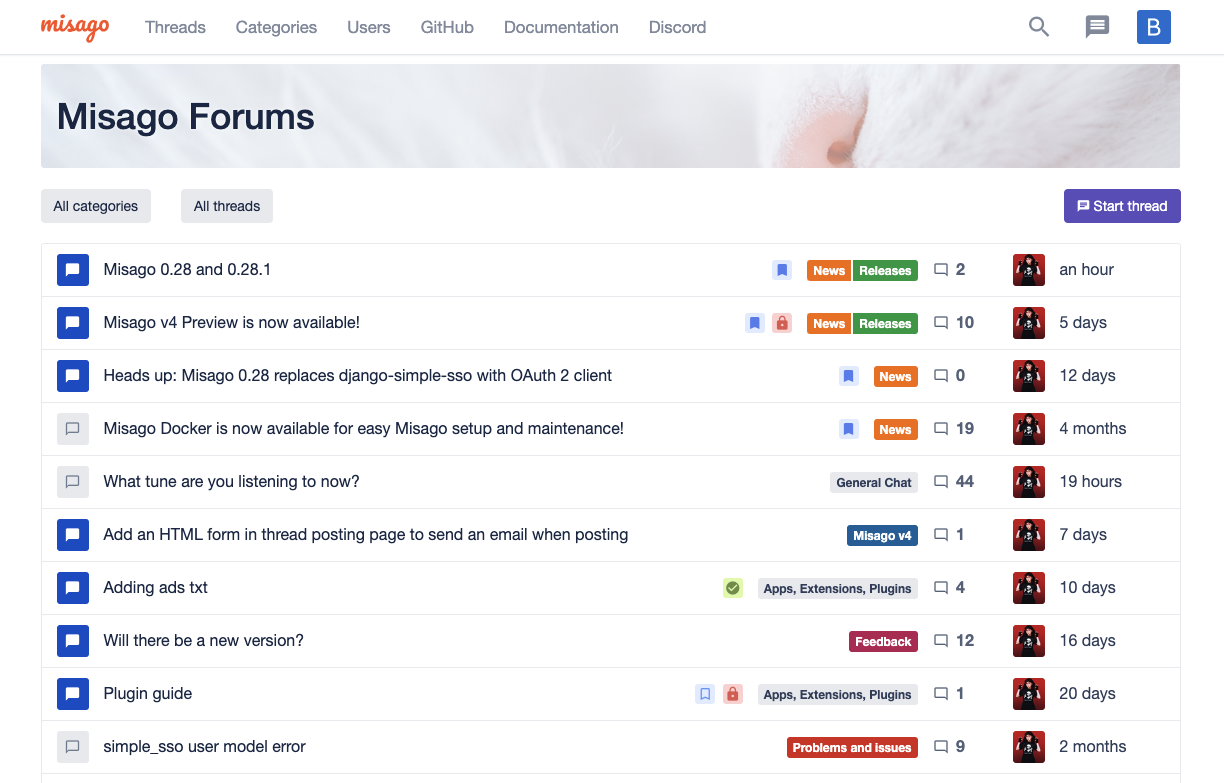 misago Threads Categories Users GitHub Documentation Discord B
Misago Forums
All categories All threads Start thread
Misago 0.28 and 0.28.1 News Releases 2 an hour
Misago v4 Preview is now available! News Releases 10 5 days
Heads up: Misago 0.28 replaces django-simple-sso with OAuth 2 client News 0 12 days
Misago Docker is now available for easy Misago setup and maintenance! News 19 4 months
What tune are you listening to now? General Chat 44 19 hours
Add an HTML form in thread posting page to send an email when posting Misago v4 1 7 days
Adding ads txt Apps, Extensions, Plugins 4 10 days
Will there be a new version? Feedback 12 16 days
Plugin guide Apps, Extensions, Plugins 1 20 days
simple_sso user model error Problems and issues 9 2 months